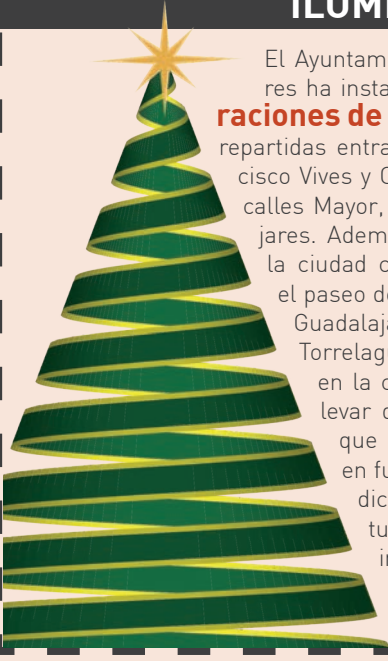 ILUMI
El Ayuntam
res ha insta
raciones de
repartidas entra
cisco Vives y C
calles Mayor,
jares. Adem
la ciudad c
el paseo de
Guadalaja
Torrelag
en la c
levar c
que
en fu
dic
tu
in